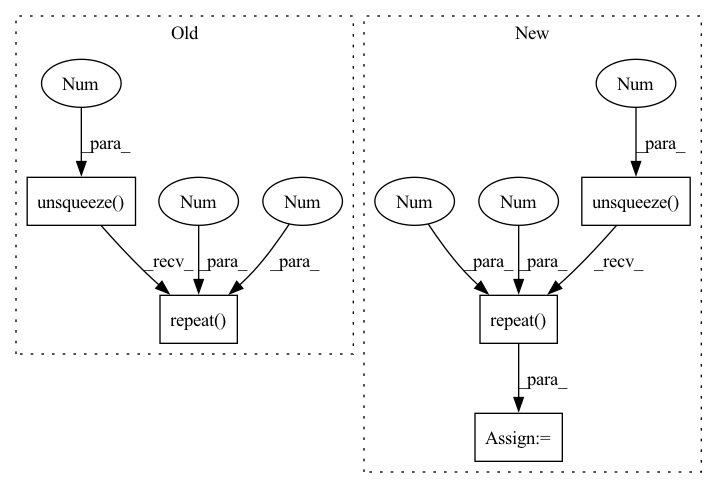 Old
New
Num
Num
_para_
_para_
unsqueeze()
Num
Num
Num
Num
unsqueeze()
_recv_
_para_
_para_
_para_
_para_
_recv_
repeat()
repeat()
_para_
Assign:=